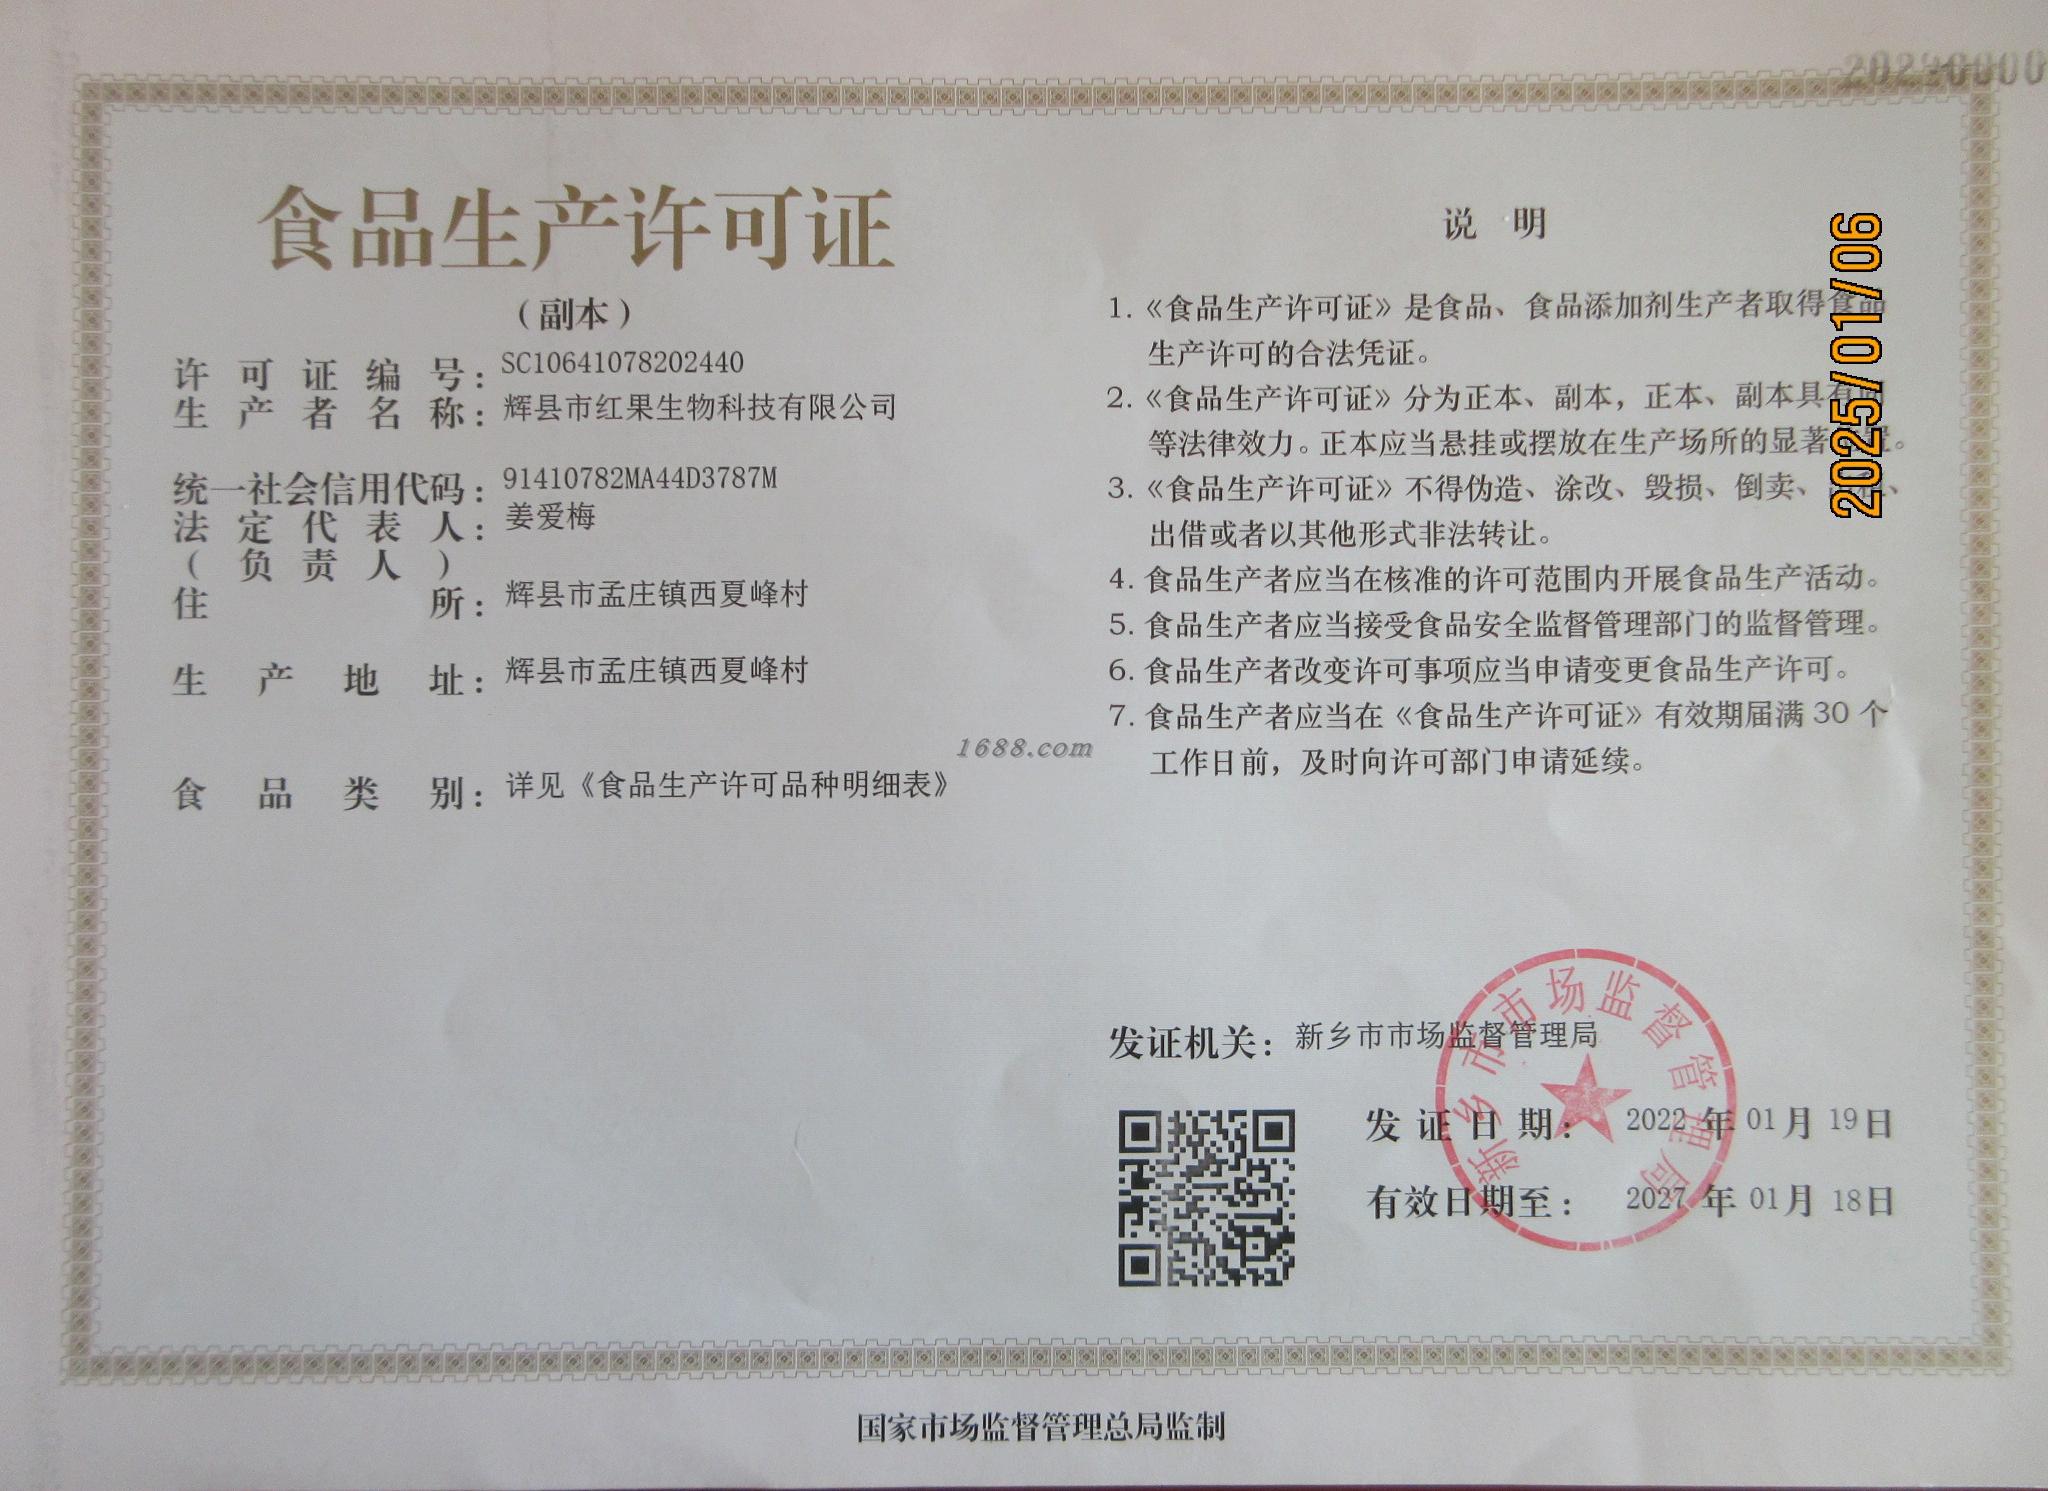 20220000
食品生产许可证
(副本)
许可证编号: SC10641078202440
生产者名称: 辉县市红果生物科技有限公司
统一社会信用代码: 91410782MA44D3787M
法定代表人: 姜爱梅
(负责人)
住所: 辉县市孟庄镇西夏峰村
生产地址: 辉县市孟庄镇西夏峰村
食品类别: 详见《食品生产许可品种明细表》
说明
1.《食品生产许可证》是食品、食品添加剂生产者取得食品
生产许可的合法凭证。
2.《食品生产许可证》分为正本、副本，正本、副本具有同
等法律效力。正本应当悬挂或摆放在生产场所的显著 置。
3.《食品生产许可证》不得伪造、涂改、毁损、倒卖、
出借或者以其他形式非法转让。
4.食品生产者应当在核准的许可范围内开展食品生产活动。
5.食品生产者应当接受食品安全监督管理部门的监督管理。
6.食品生产者改变许可事项应当申请变更食品生产许可。
7.食品生产者应当在《食品生产许可证》有效期届满30个
工作日前，及时向许可部门申请延续。
2025/01/06
1688.com
发证机关: 新乡市市场监督管理局
新乡市市场监督管理局
发证日期: 2022年01月19日
有效日期至: 2027年01月18日
国家市场监督管理总局监制